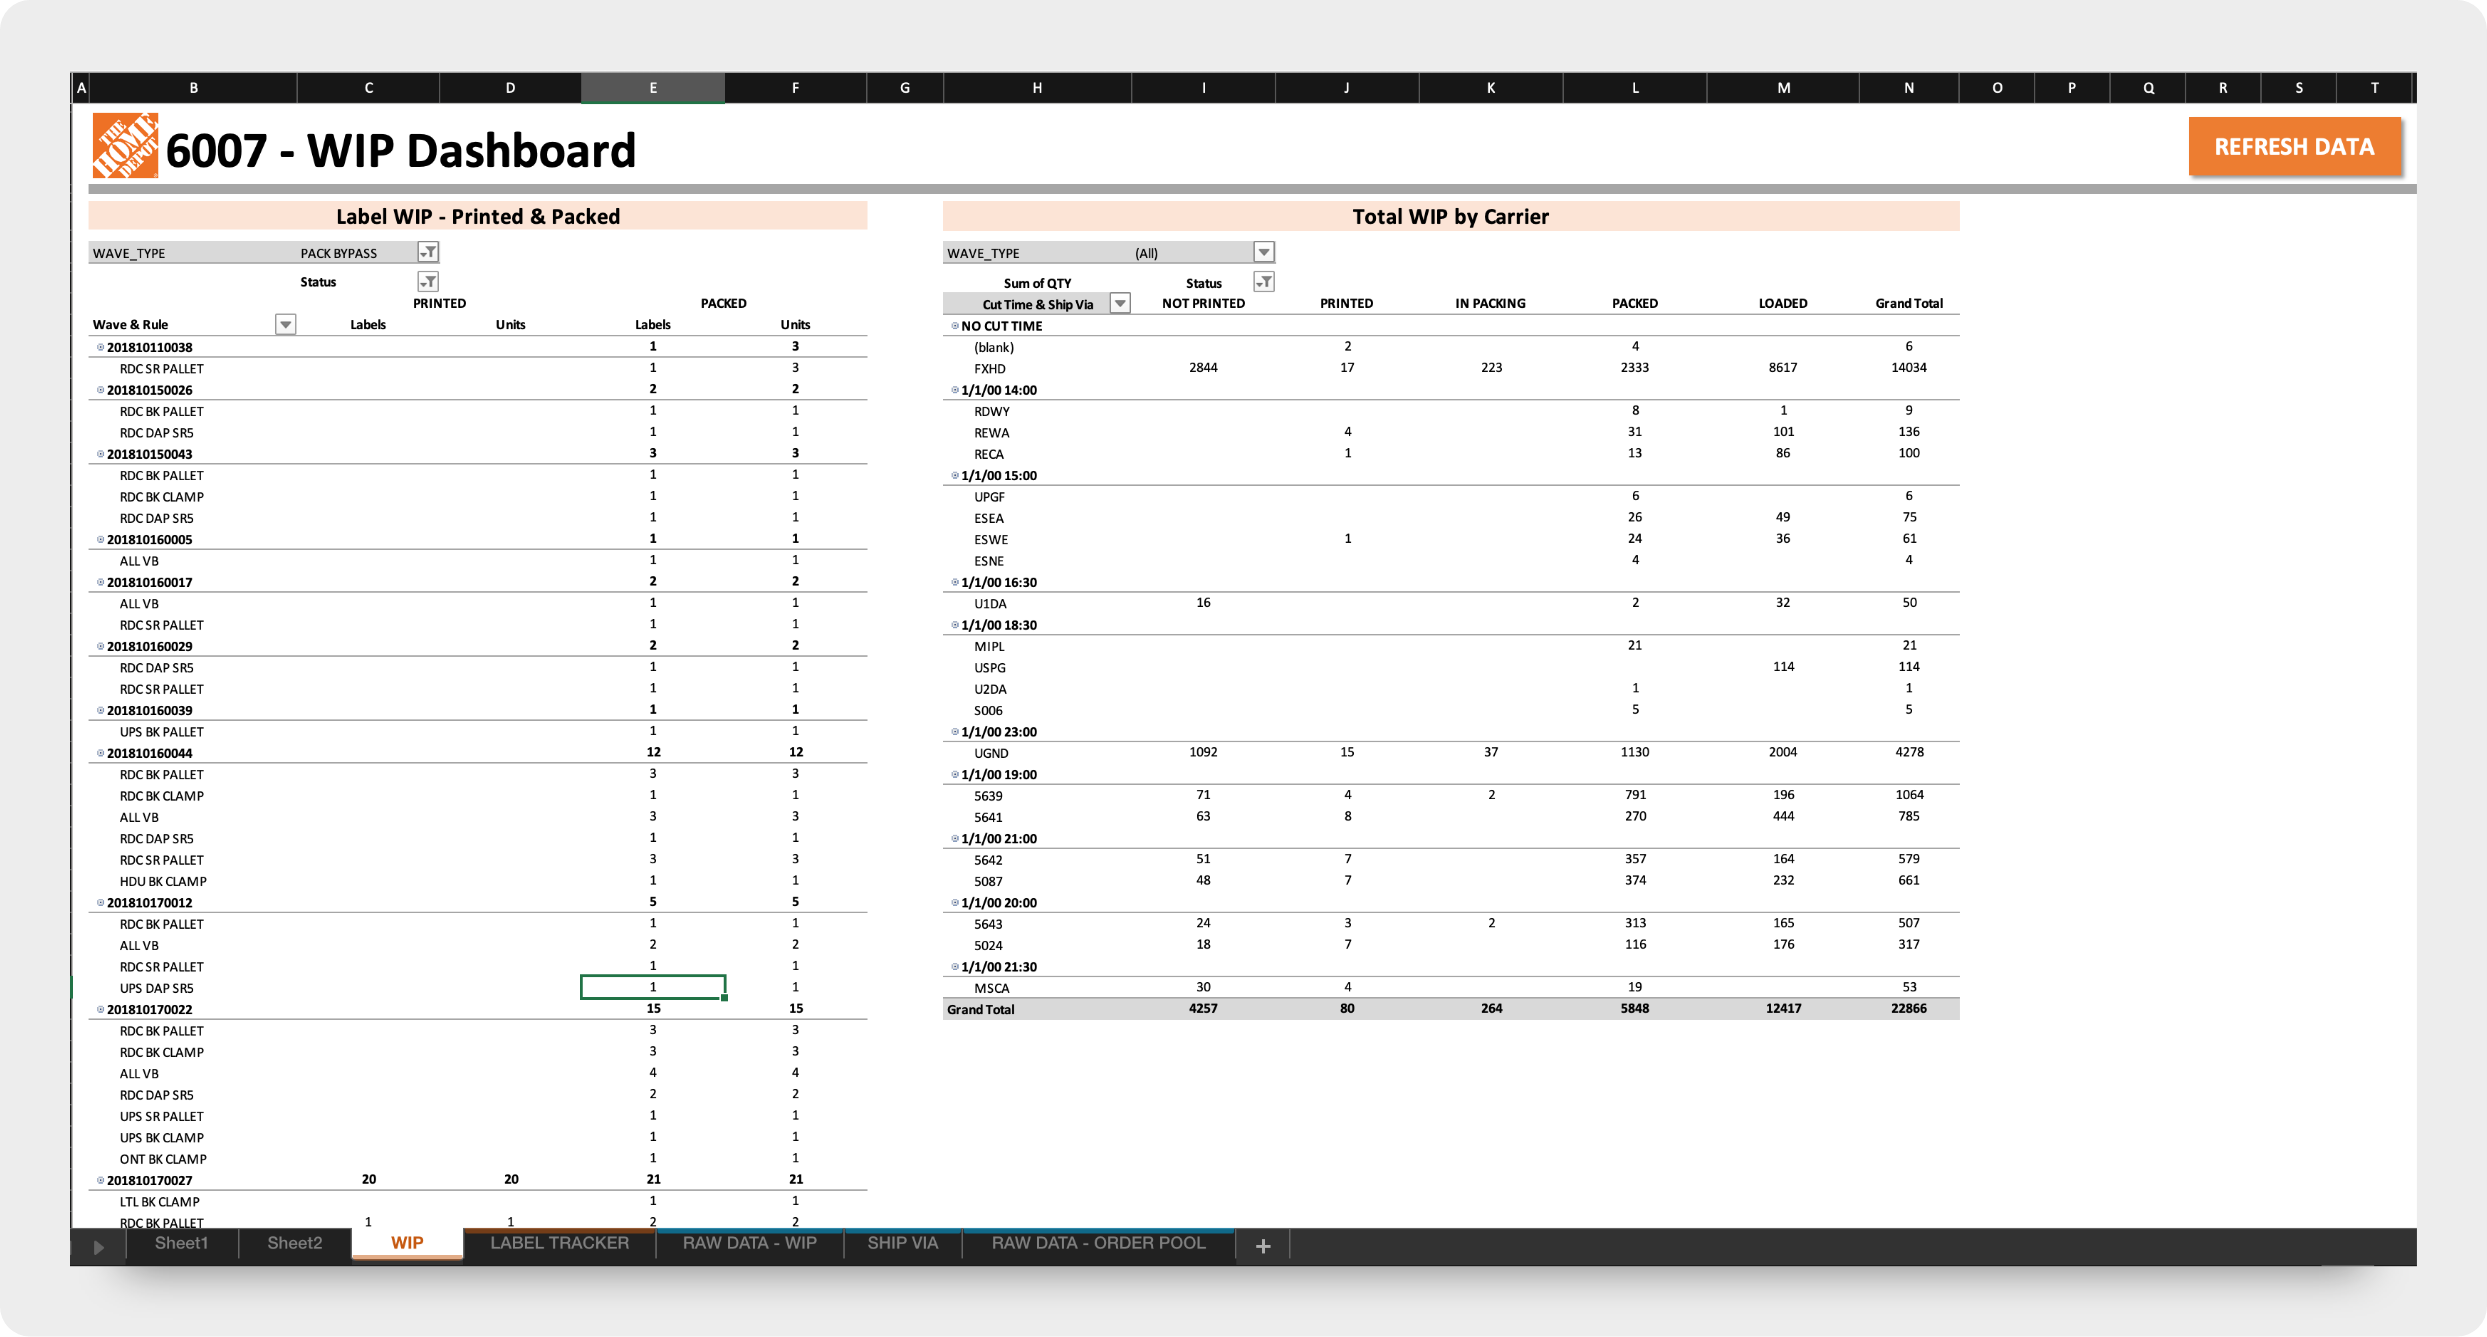 A B C D E F G H I J K L M N O P Q R S T
THE HOME DEPOT
6007 - WIP Dashboard
REFRESH DATA
Label WIP - Printed & Packed
WAVE_TYPE PACK BYPASS
Status
PRINTED PACKED
Wave & Rule Labels Units Labels Units
201810110038 1 3
RDC SR PALLET 1 3
201810150026 2 2
RDC BK PALLET 1 1
RDC DAP SR5 1 1
201810150043 3 3
RDC BK PALLET 1 1
RDC BK CLAMP 1 1
RDC DAP SR5 1 1
201810160005 1 1
ALL VB 1 1
201810160017 2 2
ALL VB 1 1
RDC SR PALLET 1 1
201810160029 2 2
RDC DAP SR5 1 1
RDC SR PALLET 1 1
201810160039 1 1
UPS BK PALLET 1 1
201810160044 12 12
RDC BK PALLET 3 3
RDC BK CLAMP 1 1
ALL VB 3 3
RDC DAP SR5 1 1
RDC SR PALLET 3 3
HDU BK CLAMP 1 1
201810170012 5 5
RDC BK PALLET 1 1
ALL VB 2 2
RDC SR PALLET 1 1
UPS DAP SR5 1 1
201810170022 15 15
RDC BK PALLET 3 3
RDC BK CLAMP 3 3
ALL VB 4 4
RDC DAP SR5 2 2
UPS SR PALLET 1 1
UPS BK CLAMP 1 1
ONT BK CLAMP 1 1
201810170027 20 20 21 21
LTL BK CLAMP 1 1
RDC BK PALLET 1 1 2 2
Total WIP by Carrier
WAVE_TYPE (All)
Sum of QTY Status
Cut Time & Ship Via NOT PRINTED PRINTED IN PACKING PACKED LOADED Grand Total
NO CUT TIME
(blank) 2 4 6
FXHD 2844 17 223 2333 8617 14034
1/1/00 14:00
RDWY 8 1 9
REWA 4 31 101 136
RECA 1 13 86 100
1/1/00 15:00
UPGF 6 6
ESEA 26 49 75
ESWE 1 24 36 61
ESNE 4 4
1/1/00 16:30
U1DA 16 2 32 50
1/1/00 18:30
MIPL 21 21
USPG 114 114
U2DA 1 1
S006 5 5
1/1/00 23:00
UGND 1092 15 37 1130 2004 4278
1/1/00 19:00
5639 71 4 2 791 196 1064
5641 63 8 270 444 785
1/1/00 21:00
5642 51 7 357 164 579
5087 48 7 374 232 661
1/1/00 20:00
5643 24 3 2 313 165 507
5024 18 7 116 176 317
1/1/00 21:30
MSCA 30 4 19 53
Grand Total 4257 80 264 5848 12417 22866
Sheet1 Sheet2 WIP LABEL TRACKER RAW DATA - WIP SHIP VIA RAW DATA - ORDER POOL +